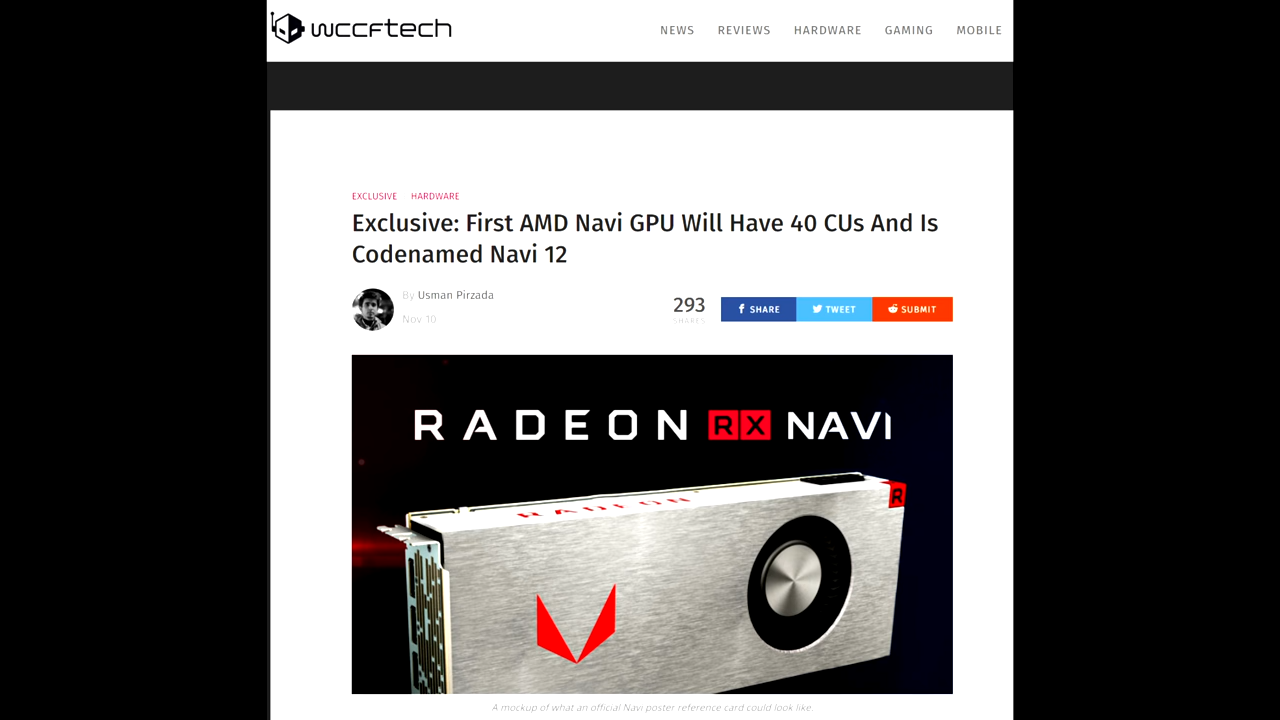 wccftech
NEWS REVIEWS HARDWARE GAMING MOBILE
EXCLUSIVE HARDWARE
Exclusive: First AMD Navi GPU Will Have 40 CUs And Is
Codenamed Navi 12
By Usman Pirzada
Nov 10
293
SHARES
SHARE
TWEET
SUBMIT
RADEON RX NAVI
RADEON
R
A mockup of what an official Navi poster reference card could look like.